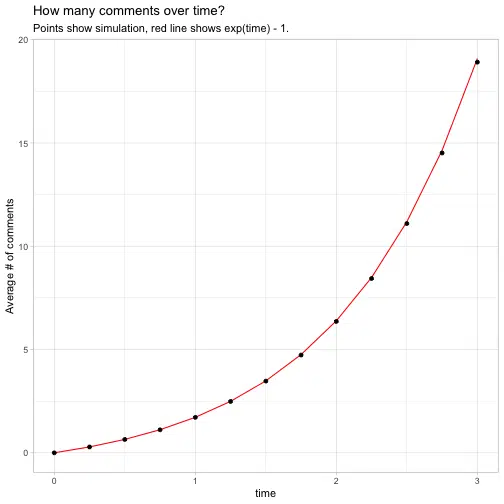 How many comments over time?
Points show simulation, red line shows exp(time) - 1.
20
15
10
5
0
Average # of comments
0 1 2 3
time